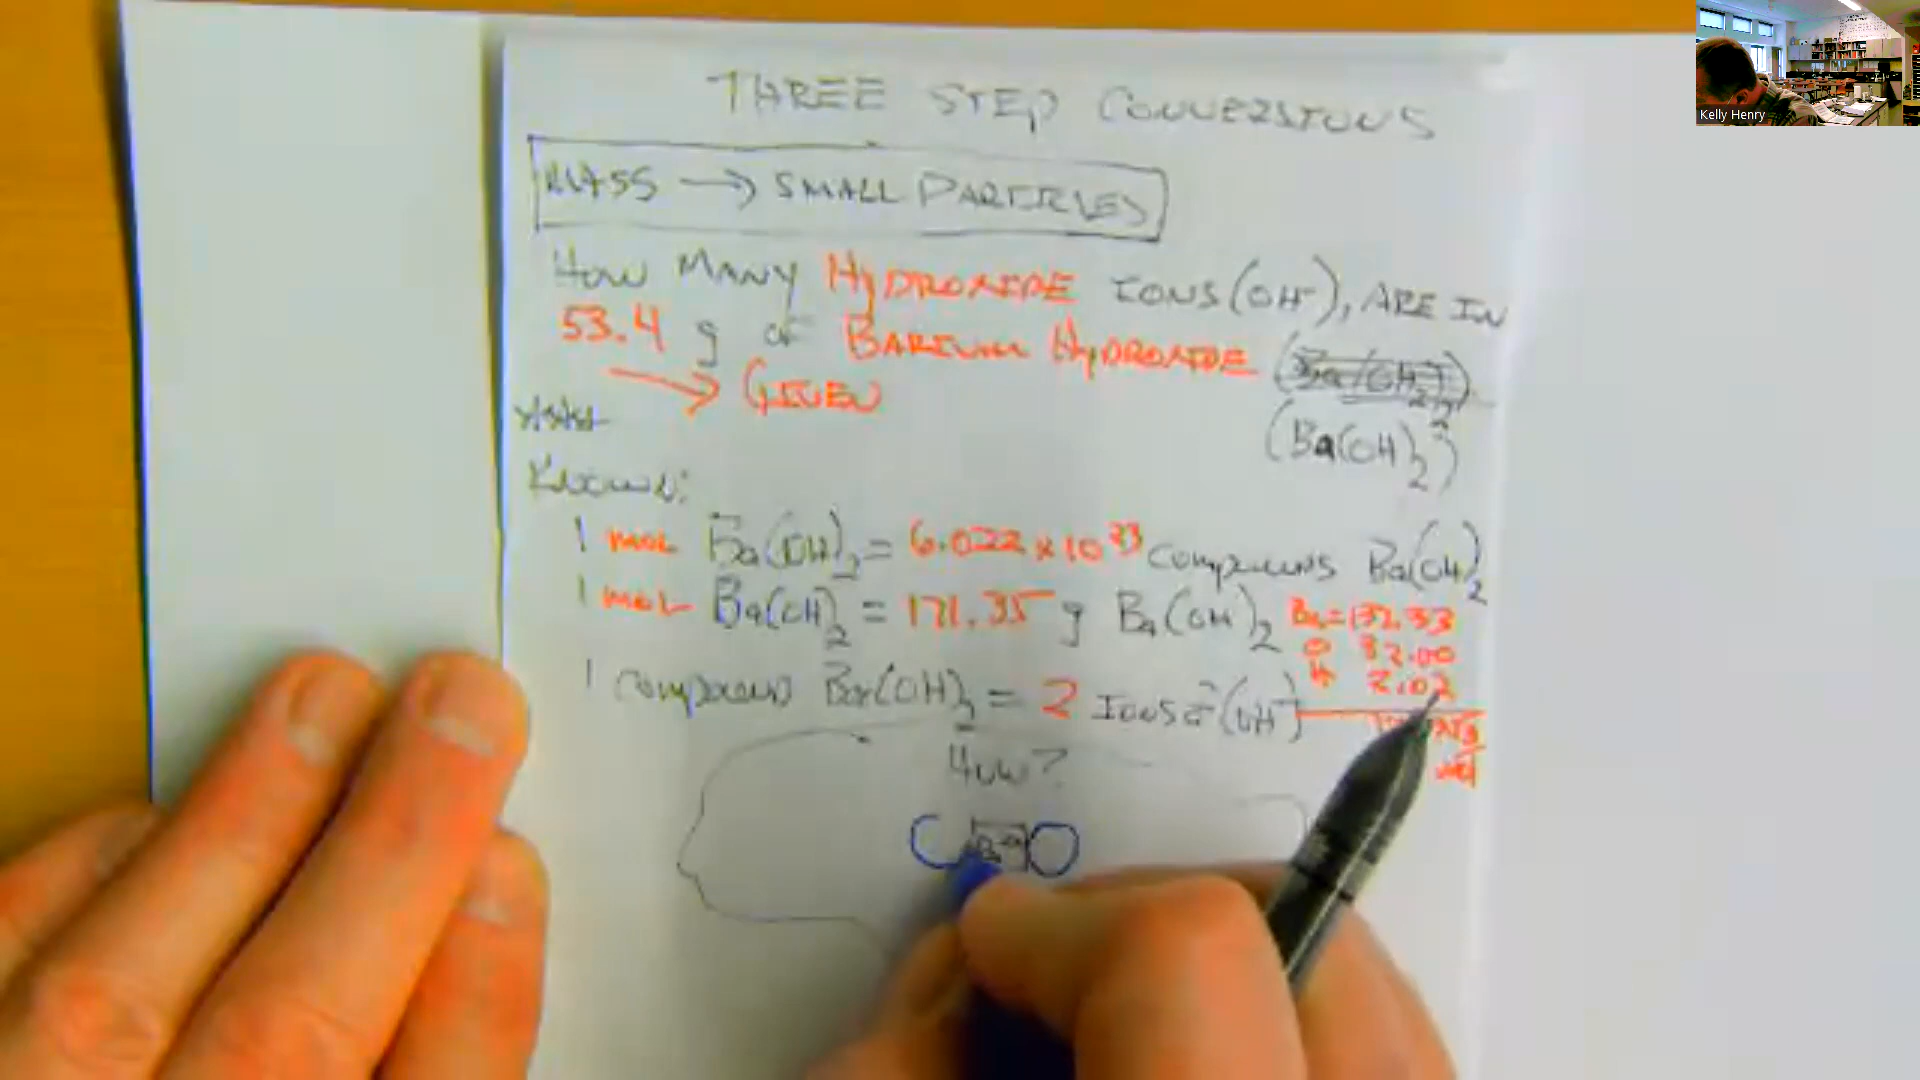 THREE STEP CONVERSIONS
MASS → SMALL PARTICLES
HOW MANY HYDROXIDE IONS (OH⁻), ARE IN
53.4 g of BARIUM HYDROXIDE
→ GIVEN
(Ba(OH)₂)
KNOWNS:
1 mol Ba(OH)₂ = 6.022 x 10²³ compounds Ba(OH)₂
1 mol Ba(OH)₂ = 171.35 g Ba(OH)₂
Ba = 137.33
O 32.00
H 2.02
1 compound Ba(OH)₂ = 2 IONS (OH⁻)
HOW?
Kelly Henry